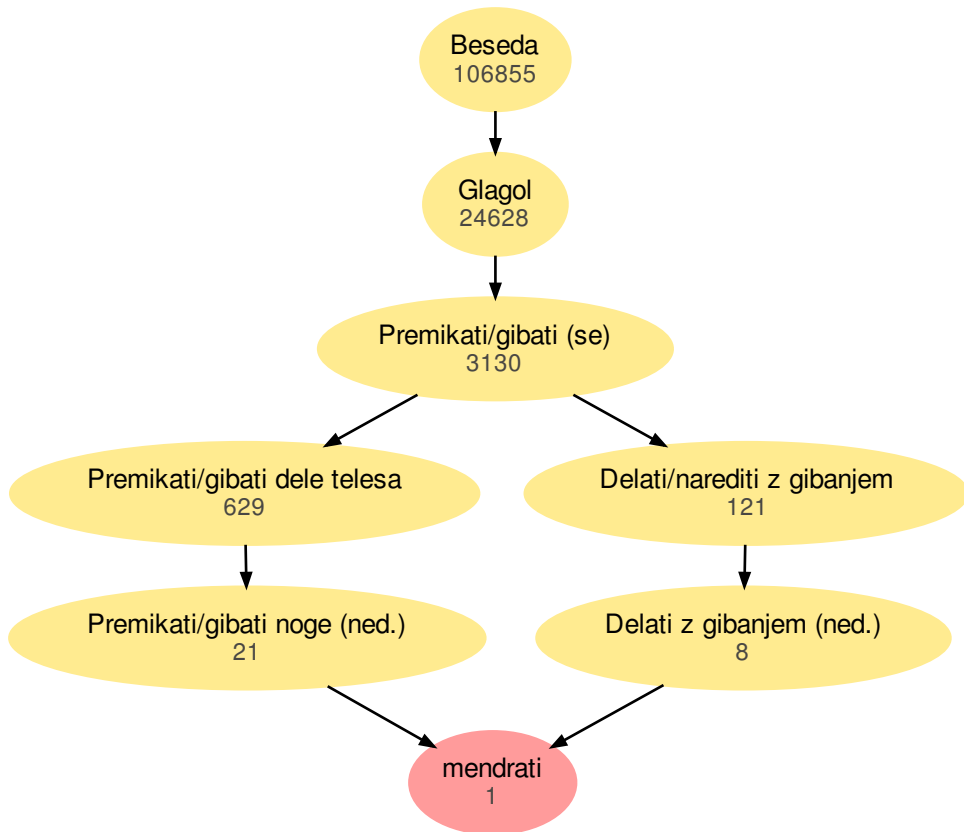 Beseda
106855
Glagol
24628
Premikati/gibati (se)
3130
Premikati/gibati dele telesa
629
Delati/narediti z gibanjem
121
Premikati/gibati noge (ned.)
21
Delati z gibanjem (ned.)
8
mendrati
1